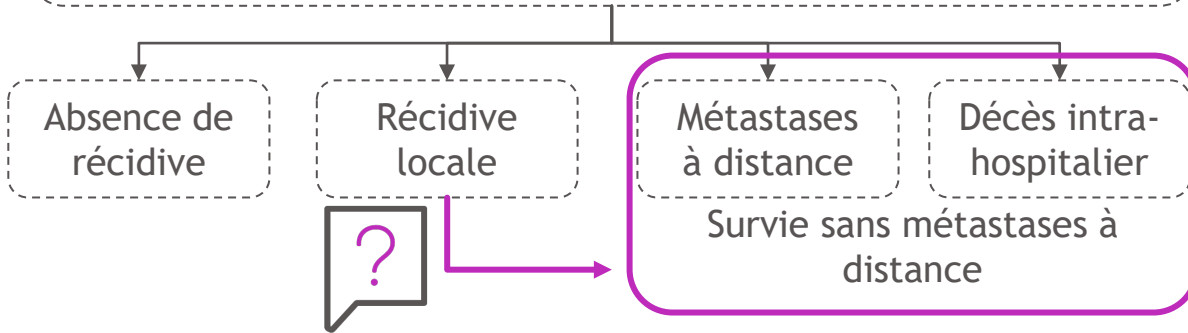 Absence de
récidive
Récidive
locale
Métastases
à distance
Décès intra-
hospitalier
?
Survie sans métastases à
distance